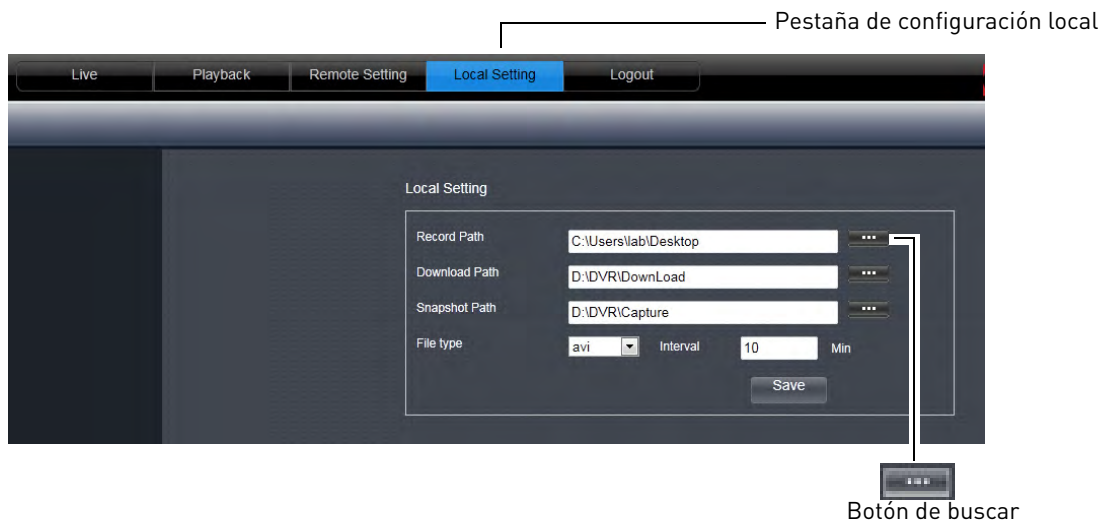 Pestaña de configuración local
Live Playback Remote Setting Local Setting Logout
Local Setting
Record Path C:\Users\lab\Desktop
Download Path D:\DVR\DownLoad
Snapshot Path D:\DVR\Capture
File type avi Interval 10 Min
Save
Botón de buscar